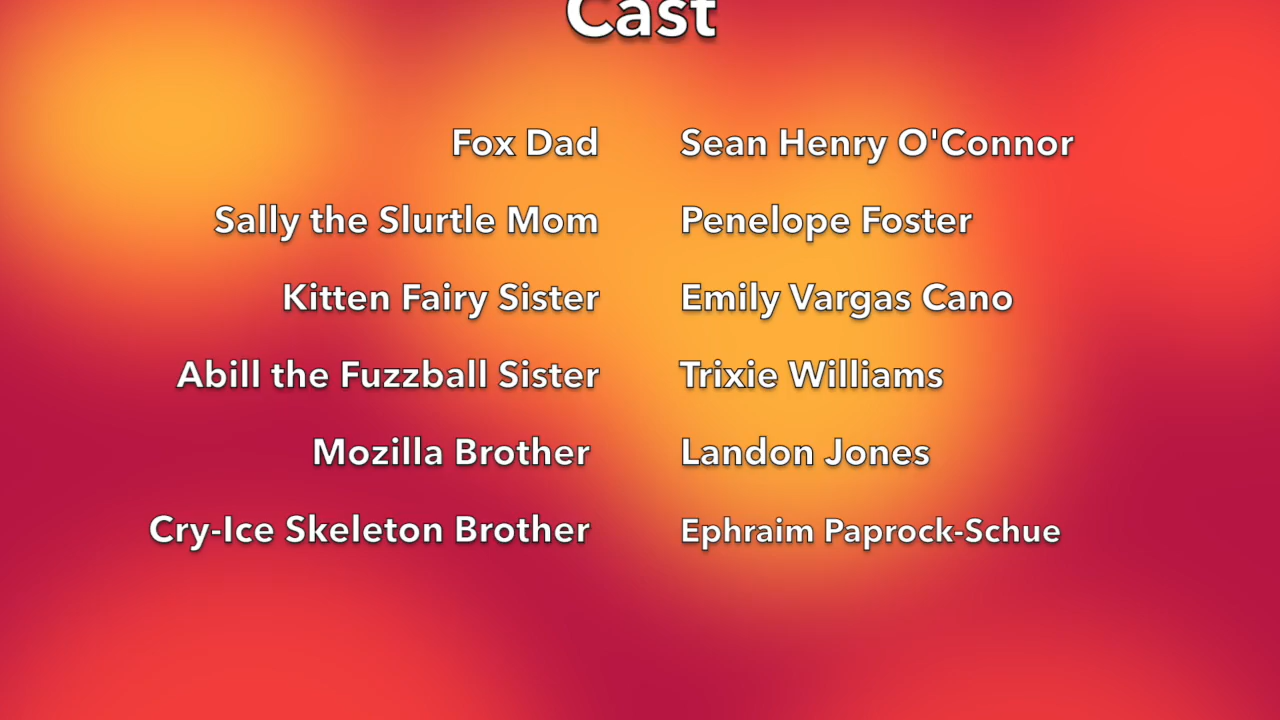 Cast
Fox Dad Sean Henry O'Connor
Sally the Slurtle Mom Penelope Foster
Kitten Fairy Sister Emily Vargas Cano
Abill the Fuzzball Sister Trixie Williams
Mozilla Brother Landon Jones
Cry-Ice Skeleton Brother Ephraim Paprock-Schue